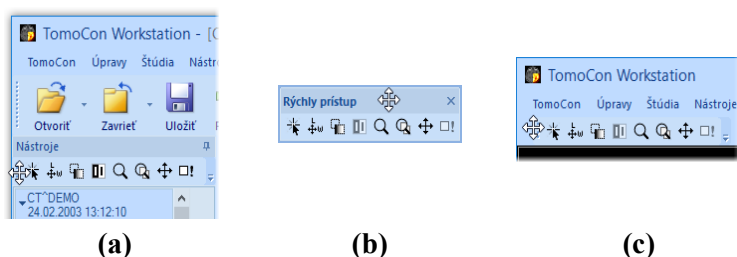 TomoCon Workstation - [
TomoCon Úpravy Štúdia Nástr
Otvoriť Zavrieť Uložiť
Nástroje
CT^DEMO
24.02.2003 13:12:10
(a)
Rýchly prístup
(b)
TomoCon Workstation
TomoCon Úpravy Štúdia Nástroje
(c)